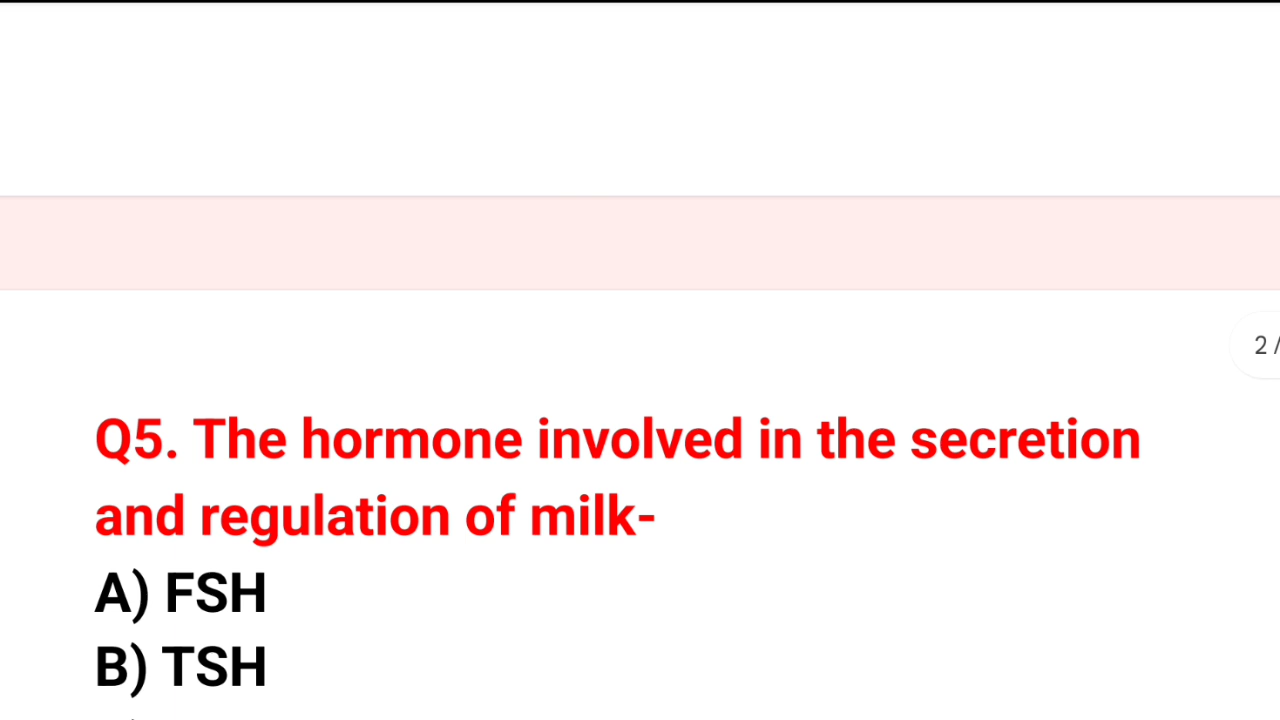 2 /
Q5. The hormone involved in the secretion
and regulation of milk-
A) FSH
B) TSH